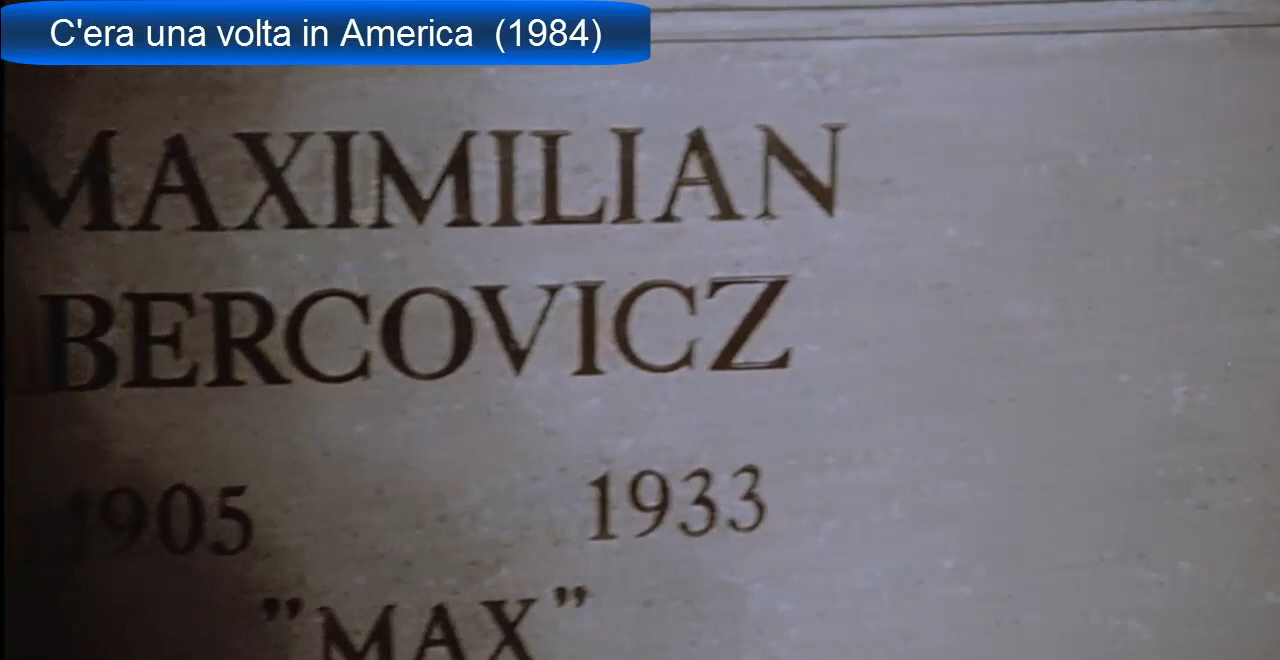 C'era una volta in America (1984)
MAXIMILIAN
BERCOVICZ
1905 1933
"MAX"